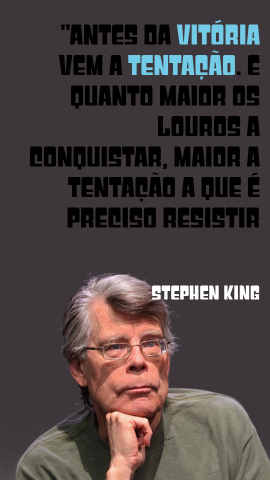 "ANTES DA VITÓRIA
VEM A TENTAÇÃO. E
QUANTO MAIOR OS
LOUROS A
CONQUISTAR, MAIOR A
TENTAÇÃO A QUE É
PRECISO RESISTIR
STEPHEN KING